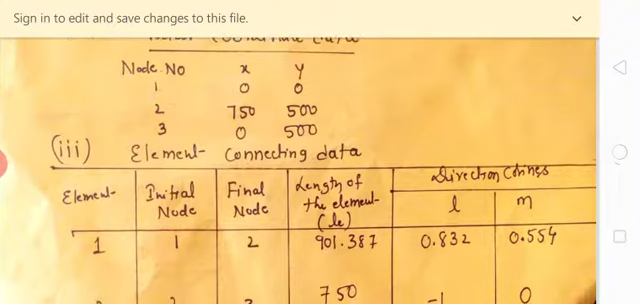 Sign in to edit and save changes to this file.
Node No x y
1 0 0
2 750 500
3 0 500
(iii) Element- Connecting data
Element- Initial Node Final Node Length of the element- (le) Direction Cosines
l m
1 1 2 901.387 0.832 0.554
750 -1 0